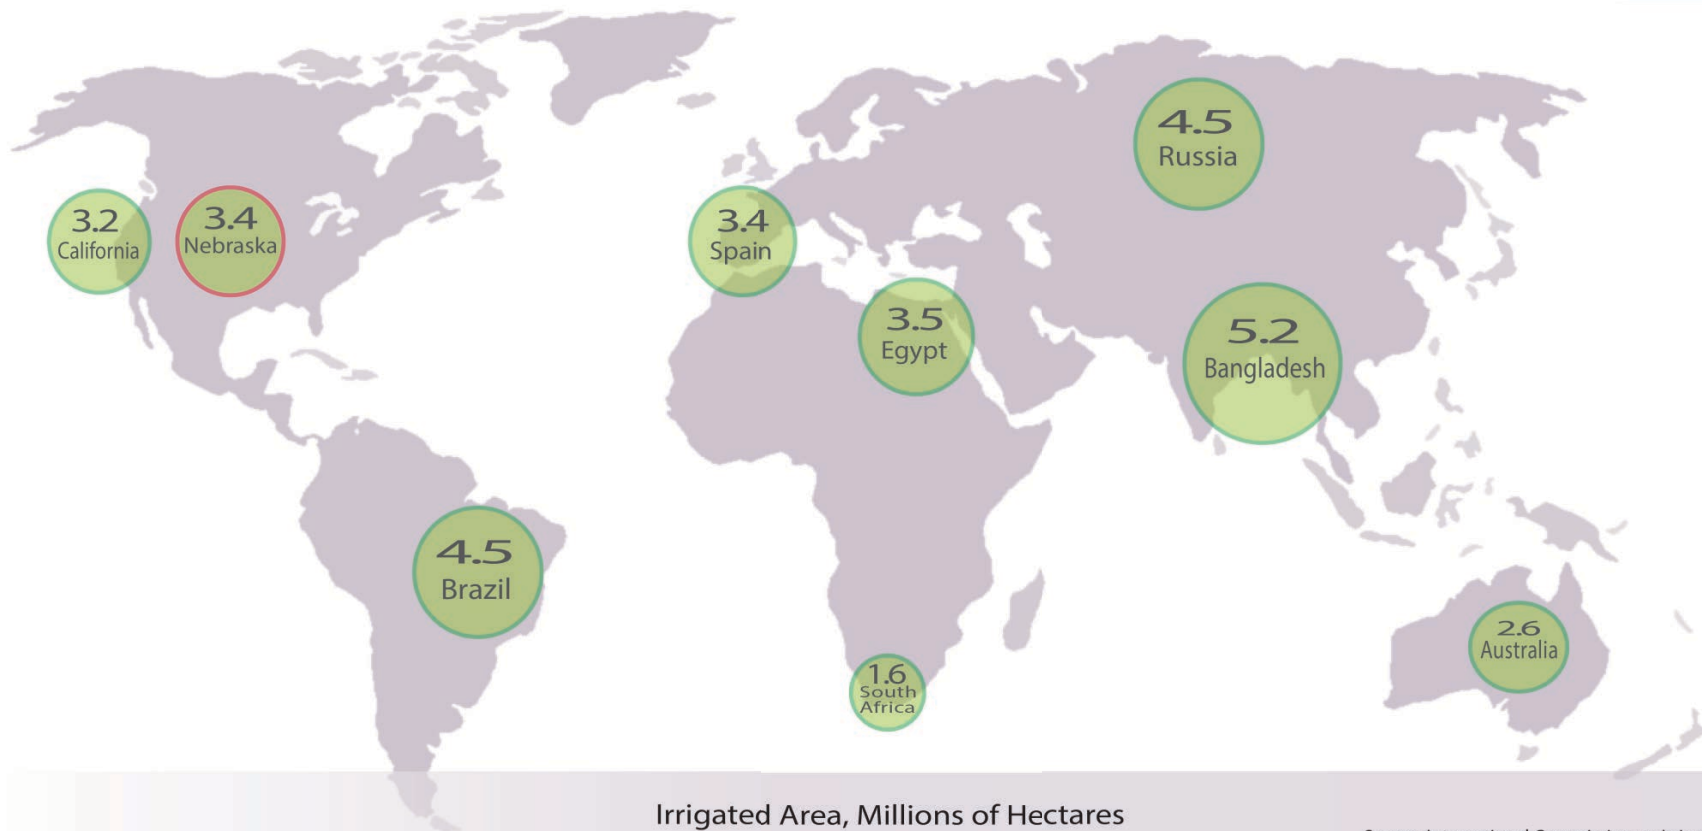 4.5
Russia
3.2
California
3.4
Nebraska
3.4
Spain
3.5
Egypt
5.2
Bangladesh
4.5
Brazil
2.6
Australia
1.6
South
Africa
Irrigated Area, Millions of Hectares